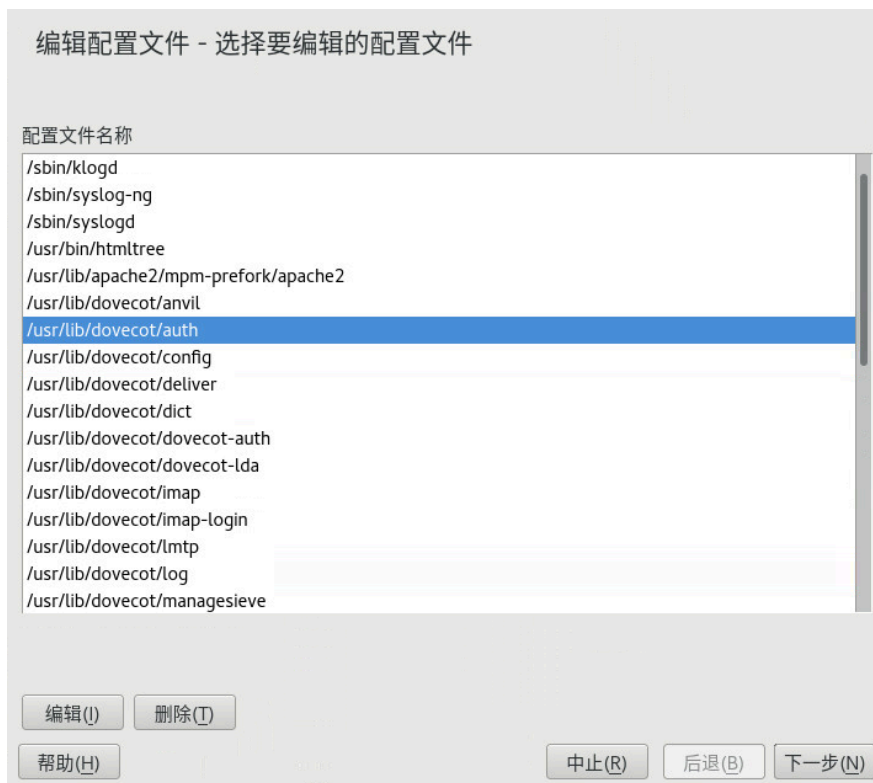 编辑配置文件 - 选择要编辑的配置文件
配置文件名称
/sbin/klogd
/sbin/syslog-ng
/sbin/syslogd
/usr/bin/htmltree
/usr/lib/apache2/mpm-prefork/apache2
/usr/lib/dovecot/anvil
/usr/lib/dovecot/auth
/usr/lib/dovecot/config
/usr/lib/dovecot/deliver
/usr/lib/dovecot/dict
/usr/lib/dovecot/dovecot-auth
/usr/lib/dovecot/dovecot-lda
/usr/lib/dovecot/imap
/usr/lib/dovecot/imap-login
/usr/lib/dovecot/lmtp
/usr/lib/dovecot/log
/usr/lib/dovecot/managesieve
编辑(I) 删除(T)
帮助(H) 中止(R) 后退(B) 下一步(N)